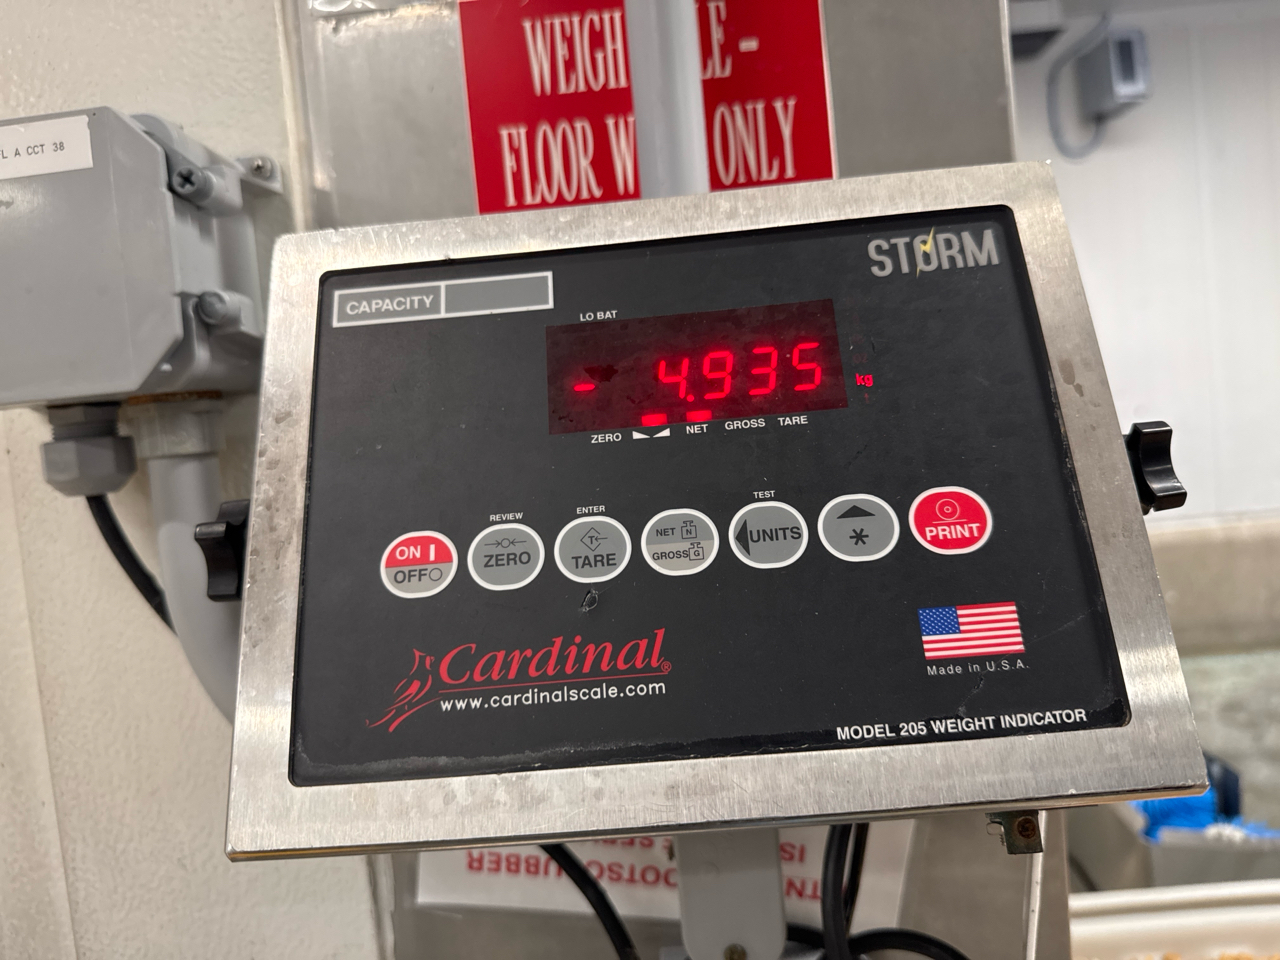 WEIGH LE -
FLOOR W ONLY
L A CCT 38
STORM
CAPACITY
LO BAT
- 4.935 kg
ZERO NET GROSS TARE
REVIEW ENTER TEST
ON OFF ZERO TARE NET N GROSS G UNITS * PRINT
Cardinal®
www.cardinalscale.com
Made in U.S.A.
MODEL 205 WEIGHT INDICATOR